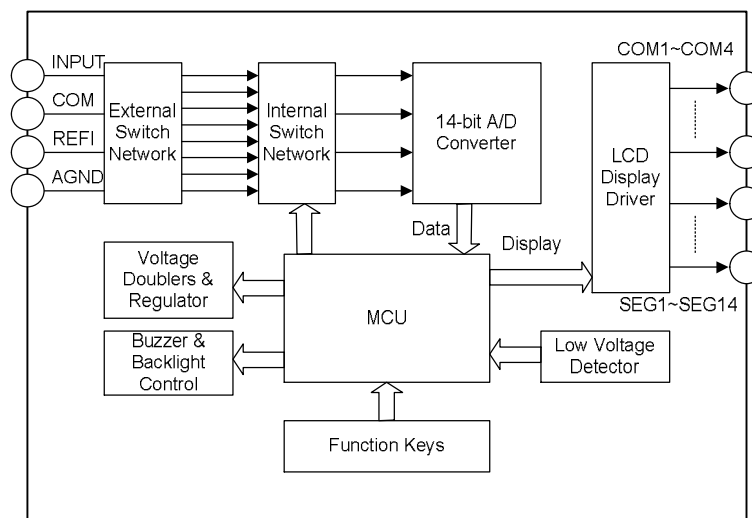 INPUT
COM
REFI
AGND
External
Switch
Network
Internal
Switch
Network
14-bit A/D
Converter
COM1~COM4
LCD
Display
Driver
SEG1~SEG14
Data
Display
Voltage
Doublers &
Regulator
MCU
Buzzer &
Backlight
Control
Low Voltage
Detector
Function Keys